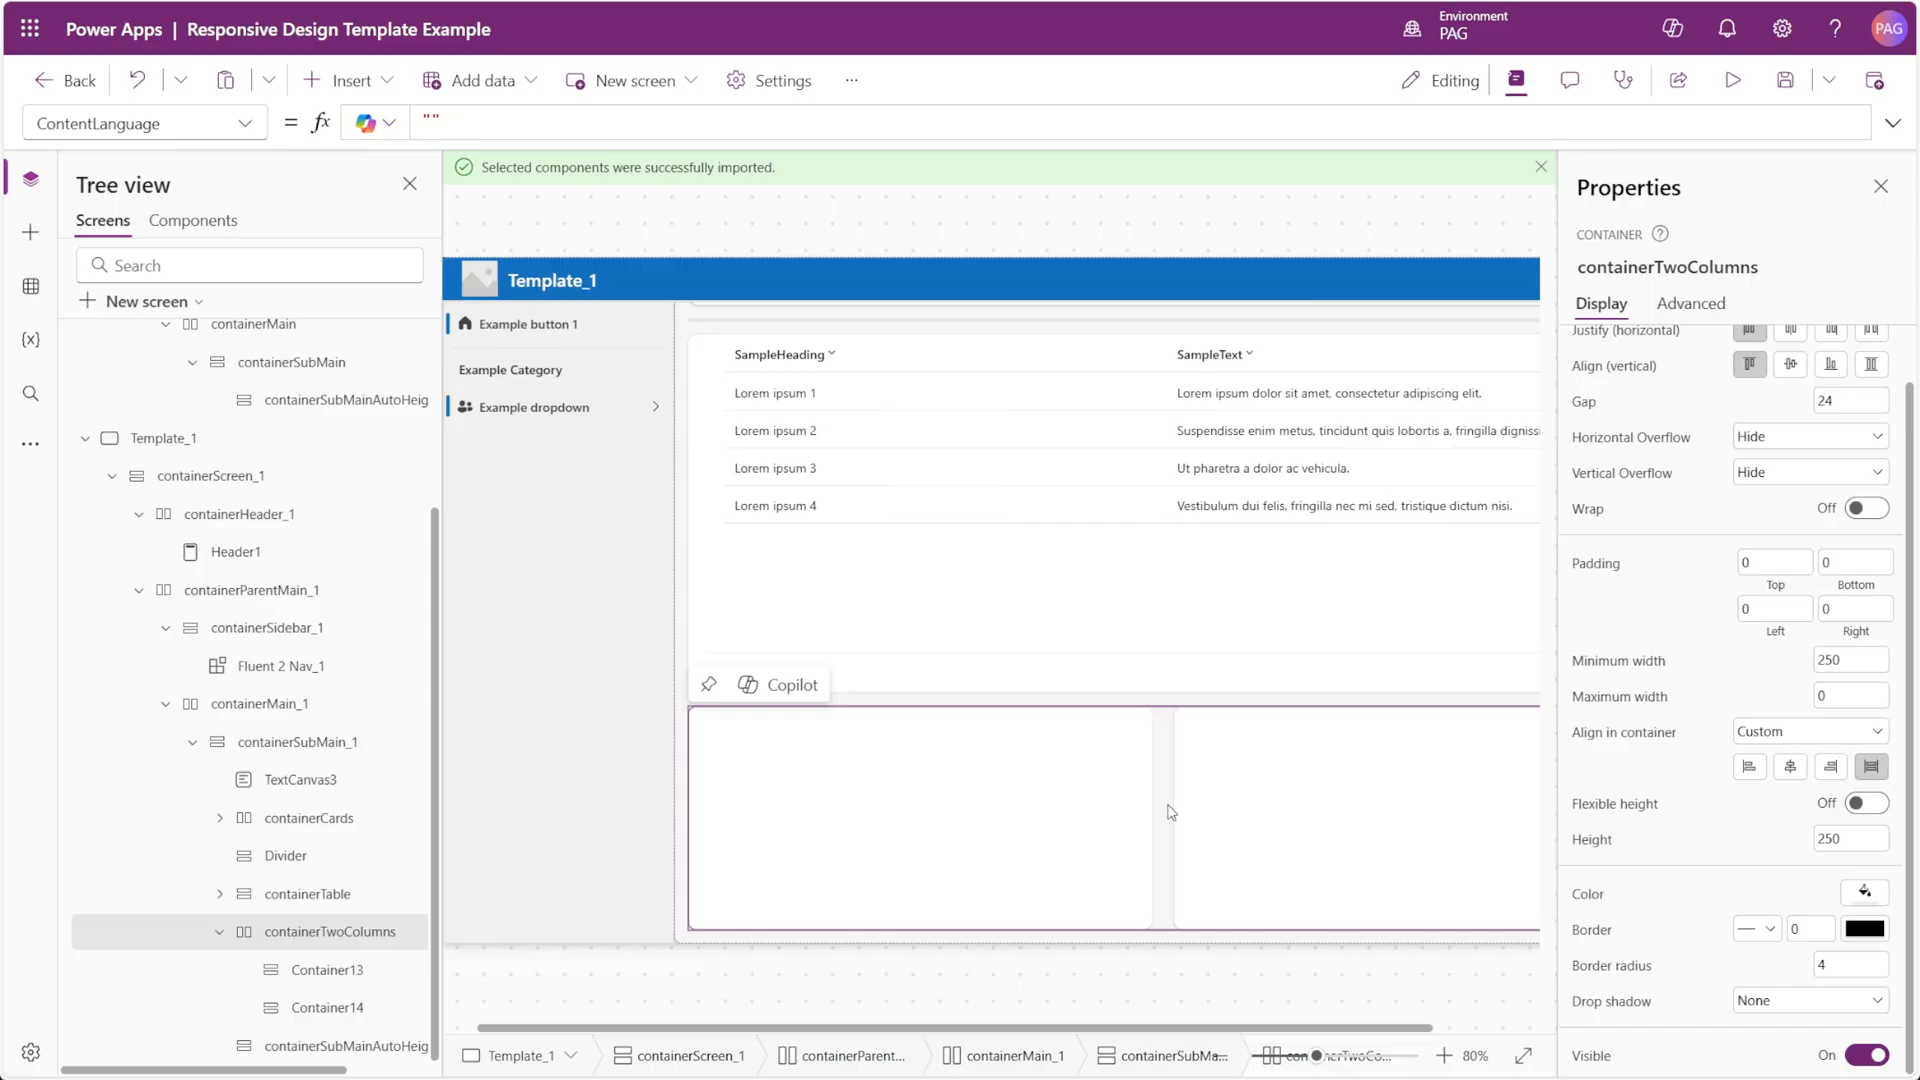 Power Apps | Responsive Design Template Example
Environment
PAG
PAG
Back
Insert
Add data
New screen
Settings
...
Editing
ContentLanguage
= fx
""
Tree view
Screens
Components
Search
New screen
containerMain
containerSubMain
containerSubMainAutoHeig
Template_1
containerScreen_1
containerHeader_1
Header1
containerParentMain_1
containerSidebar_1
Fluent 2 Nav_1
containerMain_1
containerSubMain_1
TextCanvas3
containerCards
Divider
containerTable
containerTwoColumns
Container13
Container14
containerSubMainAutoHeig
Selected components were successfully imported.
Template_1
Example button 1
Example Category
Example dropdown
SampleHeading
SampleText
Lorem ipsum 1
Lorem ipsum dolor sit amet, consectetur adipiscing elit.
Lorem ipsum 2
Suspendisse enim metus, tincidunt quis lobortis a, fringilla digniss
Lorem ipsum 3
Ut pharetra a dolor ac vehicula.
Lorem ipsum 4
Vestibulum dui felis, fringilla nec mi sed, tristique dictum nisi.
Copilot
Template_1
containerScreen_1
containerParent...
containerMain_1
containerSubMa...
80%
Properties
CONTAINER
containerTwoColumns
Display
Advanced
Justify (horizontal)
Align (vertical)
Gap
24
Horizontal Overflow
Hide
Vertical Overflow
Hide
Wrap
Off
Padding
0
0
Top
Bottom
0
0
Left
Right
Minimum width
250
Maximum width
0
Align in container
Custom
Flexible height
Off
Height
250
Color
Border
0
Border radius
4
Drop shadow
None
Visible
On